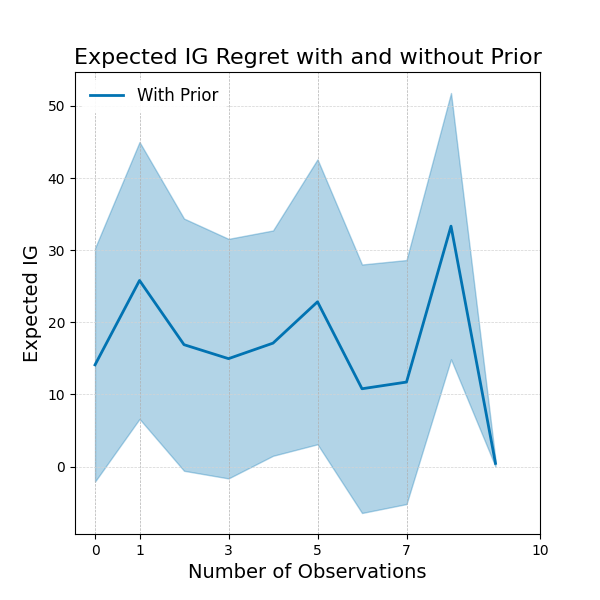 Expected IG Regret with and without Prior
With Prior
Expected IG
50
40
30
20
10
0
0 1 3 5 7 10
Number of Observations